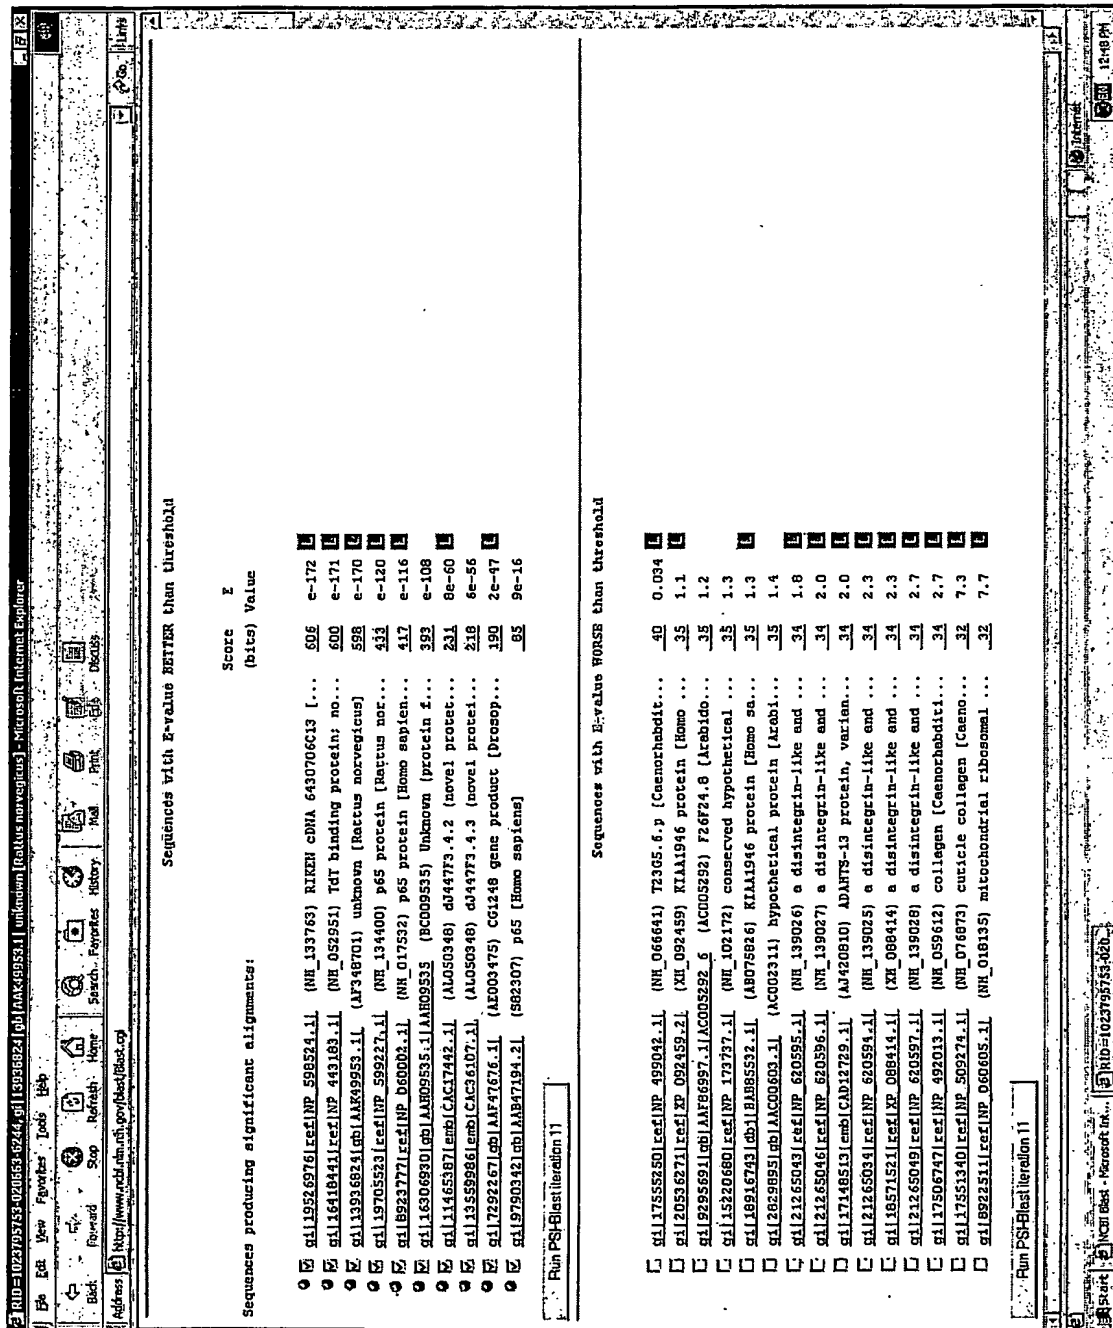 RID=1023795753-020563-6244, gi|13936824|gb|AAK49953.1| unknown [Rattus norvegicus] - Microsoft Internet Explorer
File Edit View Favorites Tools Help
Back Forward Stop Refresh Home Search Favorites History Mail Print Edit Discuss
Address http://www.ncbi.nlm.nih.gov/blast/Blast.cgi Go Links
Sequences with E-value BETTER than threshold
Score E
Sequences producing significant alignments: (bits) Value
gi|19526976|ref|NP_598524.1| (NM_133763) RIKEN cDNA 6430706C13 [... 606 e-172 L
gi|16418441|ref|NP_443183.1| (NM_052951) TdT binding protein; no... 600 e-171 L
gi|13936824|gb|AAK49953.1| (AF348701) unknown [Rattus norvegicus] 598 e-170 L
gi|19705523|ref|NP_599227.1| (NM_134400) p65 protein [Rattus nor... 433 e-120 L
gi|8923777|ref|NP_060002.1| (NM_017532) p65 protein [Homo sapien... 417 e-116 L
gi|16306930|gb|AAH09535.1|AAH09535 (BC009535) Unknown (protein f... 393 e-108
gi|11465387|emb|CAC17442.1| (AL050348) dJ447F3.4.2 (novel protei... 231 8e-60 L
gi|13559986|emb|CAC36107.1| (AL050348) dJ447F3.4.3 (novel protei... 218 6e-56
gi|7292267|gb|AAF47676.1| (AE003475) CG1248 gene product [Drosop... 190 2e-47 L
gi|9790342|gb|AAB47194.2| (S82307) p65 [Homo sapiens] 85 9e-16
Run PSI-Blast iteration 11
Sequences with E-value WORSE than threshold
gi|17555250|ref|NP_499042.1| (NM_066641) T23G5.6.p [Caenorhabdit... 40 0.034 L
gi|20536271|ref|XP_092459.2| (XM_092459) KIAA1946 protein [Homo ... 35 1.1 L
gi|9295691|gb|AAF86997.1|AC005292_6 (AC005292) F26F24.8 [Arabido... 35 1.2
gi|15220680|ref|NP_173737.1| (NM_102172) conserved hypothetical ... 35 1.3
gi|18916743|dbj|BAB85532.1| (AB075826) KIAA1946 protein [Homo sa... 35 1.3 L
gi|2829895|gb|AAC00603.1| (AC002311) hypothetical protein [Arabi... 35 1.4
gi|21265043|ref|NP_620595.1| (NM_139026) a disintegrin-like and ... 34 1.8 L
gi|21265046|ref|NP_620596.1| (NM_139027) a disintegrin-like and ... 34 2.0 L
gi|17148513|emb|CAD12729.1| (AJ420810) ADAMTS-13 protein, varian... 34 2.0 L
gi|21265034|ref|NP_620594.1| (NM_139025) a disintegrin-like and ... 34 2.3 L
gi|18571521|ref|XP_088414.1| (XM_088414) a disintegrin-like and ... 34 2.3 L
gi|21265049|ref|NP_620597.1| (NM_139028) a disintegrin-like and ... 34 2.7 L
gi|17506747|ref|NP_492013.1| (NM_059612) collagen [Caenorhabditi... 34 2.7 L
gi|17551340|ref|NP_509274.1| (NM_076873) cuticle collagen [Caeno... 32 7.3 L
gi|8922511|ref|NP_060605.1| (NM_018135) mitochondrial ribosomal ... 32 7.7 L
Run PSI-Blast iteration 11
Internet
Start NCBI Blast - Microsoft Int... RID=1023795753-020... 12:48 PM